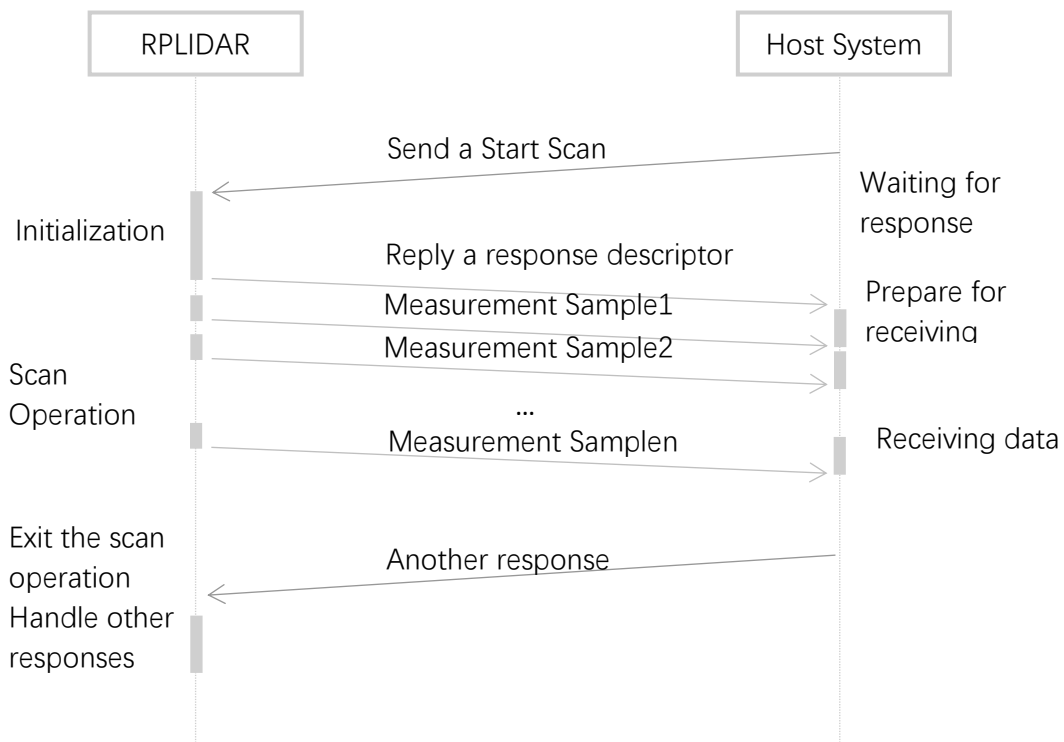 RPLIDAR
Host System
Send a Start Scan
Waiting for
response
Initialization
Reply a response descriptor
Prepare for
receiving
Measurement Sample1
Measurement Sample2
Scan
Operation
...
Measurement Samplen
Receiving data
Exit the scan
operation
Handle other
responses
Another response